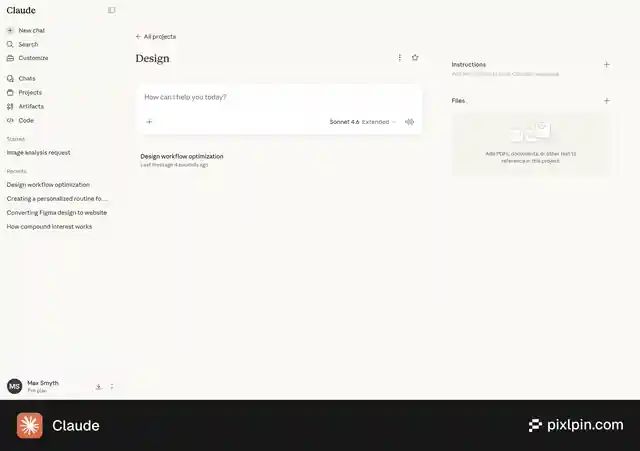 Claude
New chat
Search
Customize
Chats
Projects
Artifacts
Code
Starred
Image analysis request
Recents
Design workflow optimization
Creating a personalized routine fo...
Converting Figma design to website
How compound interest works
MS
Max Smyth
Pro plan
← All projects
Design
How can I help you today?
Sonnet 4.6 Extended
Design workflow optimization
Last message 4 seconds ago
Instructions
Files
Add PDFs, documents, or other text to
reference in this project.
Claude
pixlpin.com